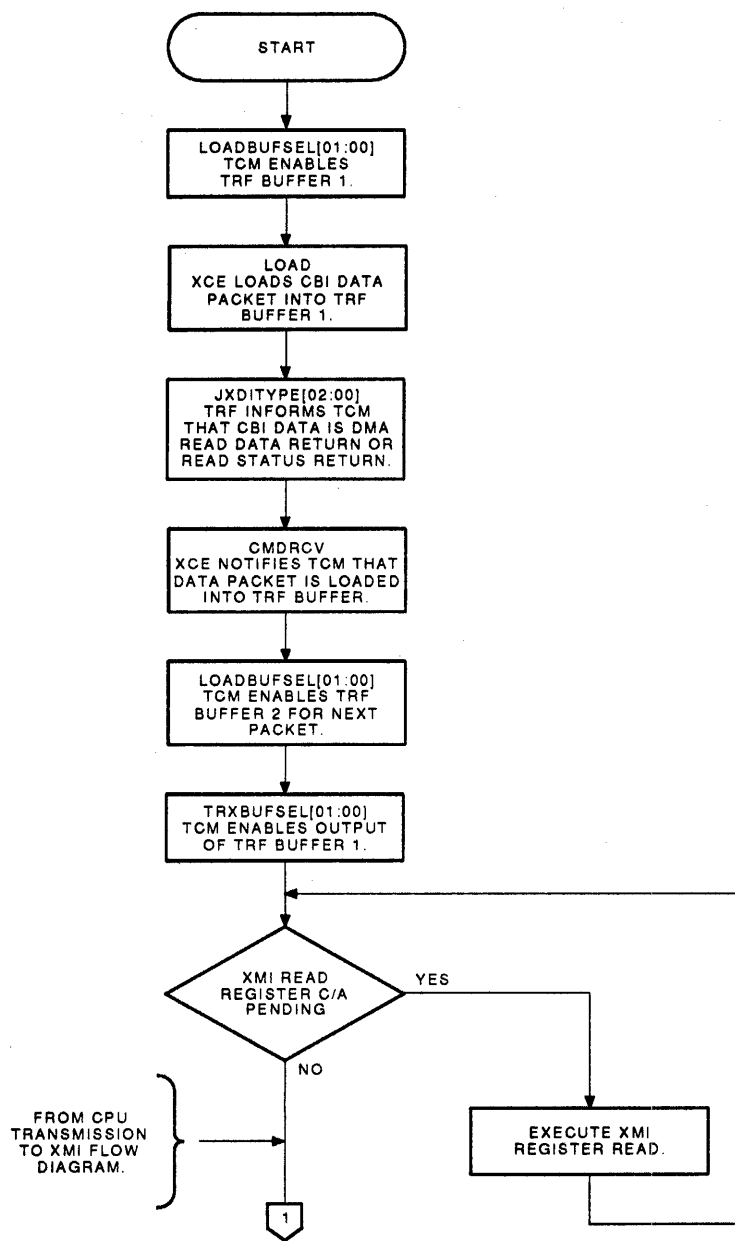 START
LOADBUFSEL[01:00]
TCM ENABLES
TRF BUFFER 1.
LOAD
XCE LOADS CBI DATA
PACKET INTO TRF
BUFFER 1.
JXDITYPE[02:00]
TRF INFORMS TCM
THAT CBI DATA IS DMA
READ DATA RETURN OR
READ STATUS RETURN.
CMDRCV
XCE NOTIFIES TCM THAT
DATA PACKET IS LOADED
INTO TRF BUFFER.
LOADBUFSEL[01:00]
TCM ENABLES TRF
BUFFER 2 FOR NEXT
PACKET.
TRXBUFSEL[01:00]
TCM ENABLES OUTPUT
OF TRF BUFFER 1.
XMI READ
REGISTER C/A
PENDING
YES
NO
FROM CPU
TRANSMISSION
TO XMI FLOW
DIAGRAM.
EXECUTE XMI
REGISTER READ.
1